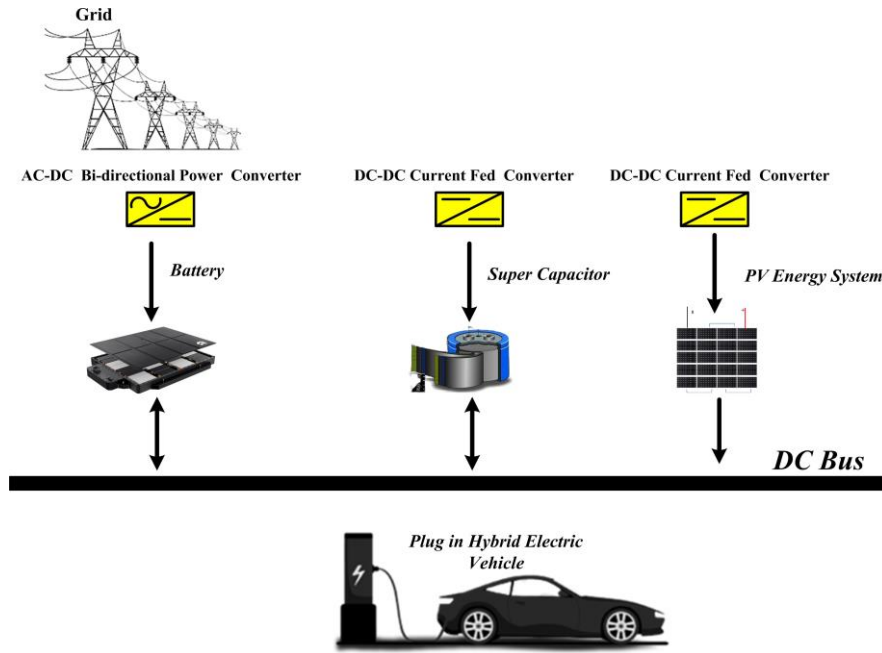 Grid
AC-DC Bi-directional Power Converter
DC-DC Current Fed Converter
DC-DC Current Fed Converter
Battery
Super Capacitor
PV Energy System
DC Bus
Plug in Hybrid Electric
Vehicle